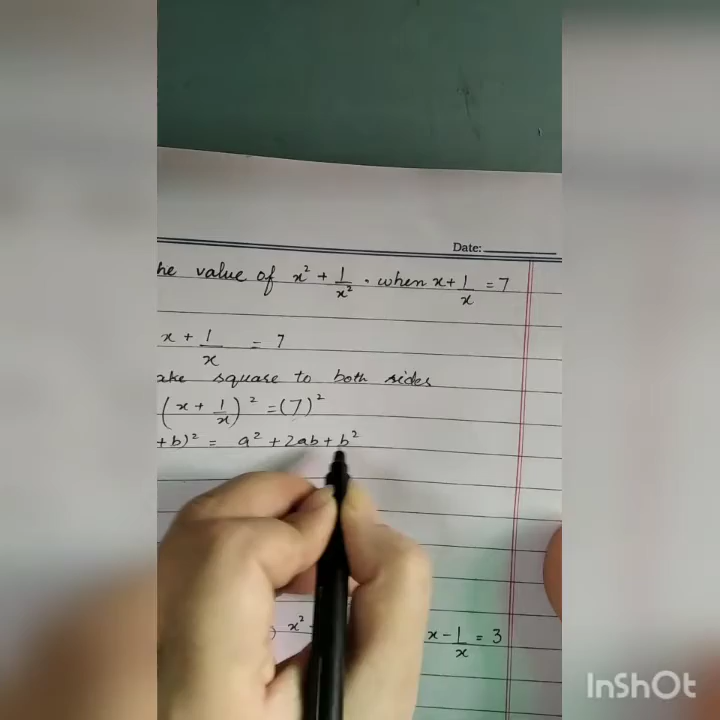 Date:
he value of x² + 1/x² . when x + 1/x = 7
x + 1/x = 7
ake square to both sides
(x + 1/x)² = (7)²
+ b)² = a² + 2ab + b²
) x² x - 1/x = 3
InShOt